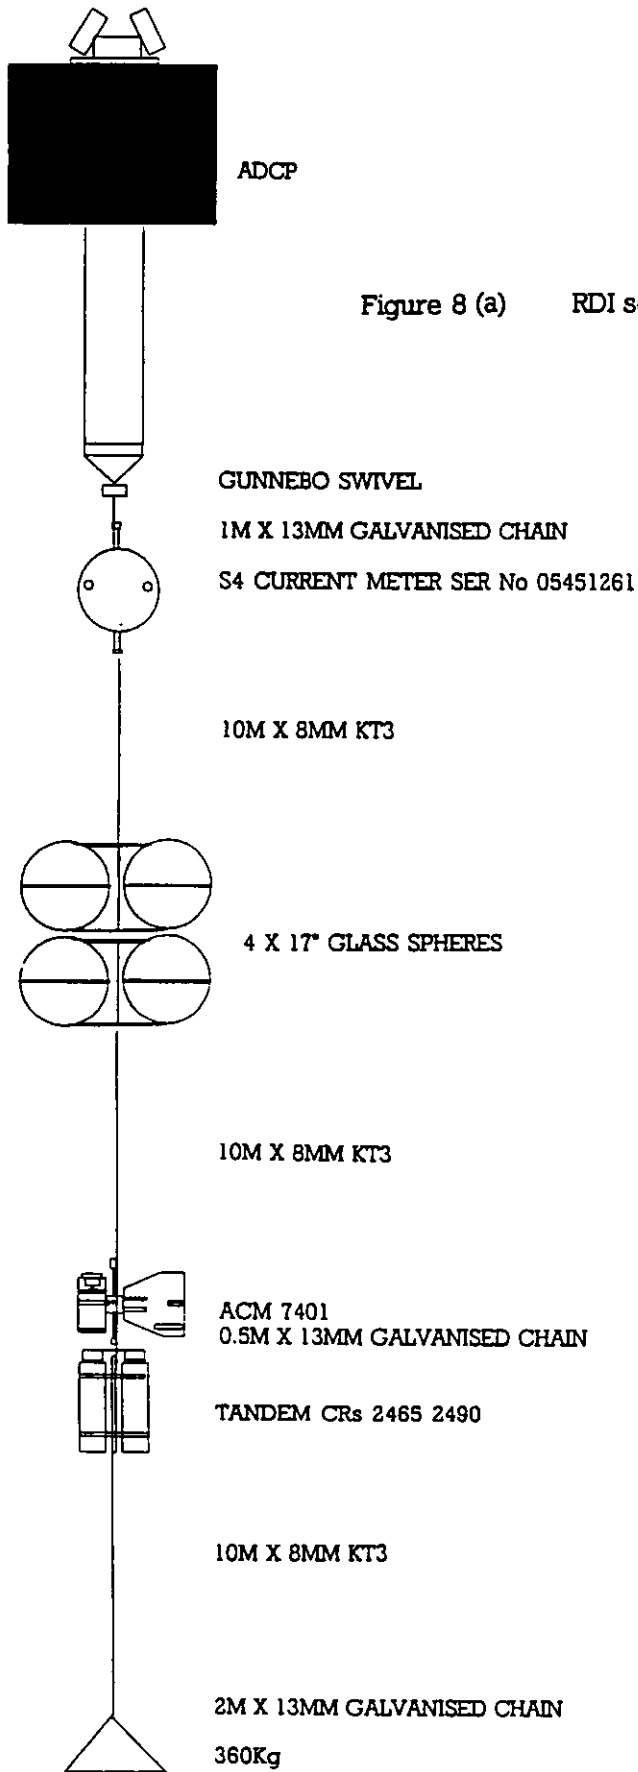 ADCP
Figure 8 (a) RDI s
GUNNEBO SWIVEL
1M X 13MM GALVANISED CHAIN
S4 CURRENT METER SER No 05451261
10M X 8MM KT3
4 X 17" GLASS SPHERES
10M X 8MM KT3
ACM 7401
0.5M X 13MM GALVANISED CHAIN
TANDEM CRs 2465 2490
10M X 8MM KT3
2M X 13MM GALVANISED CHAIN
360Kg